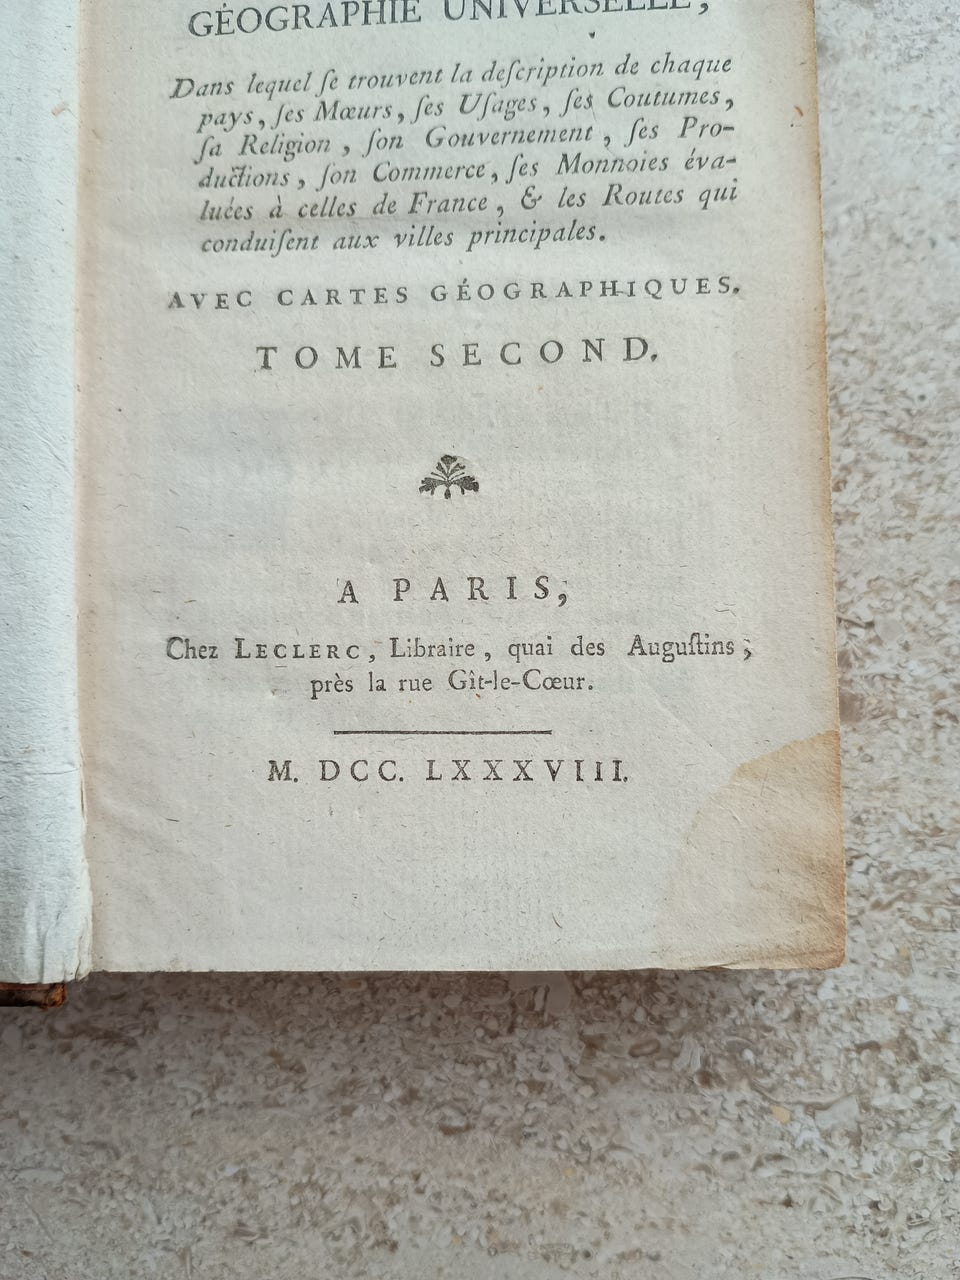 GÉOGRAPHIE UNIVERSELLE,
Dans lequel ſe trouvent la deſcription de chaque
pays, ſes Mœurs, ſes Uſages, ſes Coutumes,
ſa Religion, ſon Gouvernement, ſes Pro-
ductions, ſon Commerce, ſes Monnoies éva-
luées à celles de France, & les Routes qui
conduiſent aux villes principales.
AVEC CARTES GÉOGRAPHIQUES.
TOME SECOND.
A PARIS,
Chez LECLERC, Libraire, quai des Auguſtins;
près la rue Gît-le-Cœur.
M. DCC. LXXXVIII.